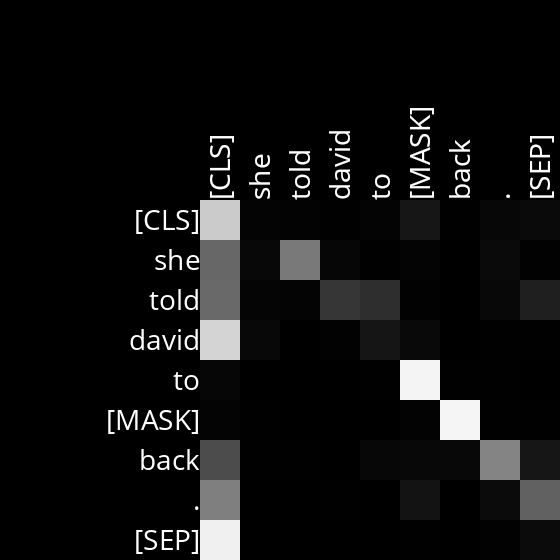 [CLS] she told david to [MASK] back . [SEP]
[CLS]
she
told
david
to
[MASK]
back
.
[SEP]